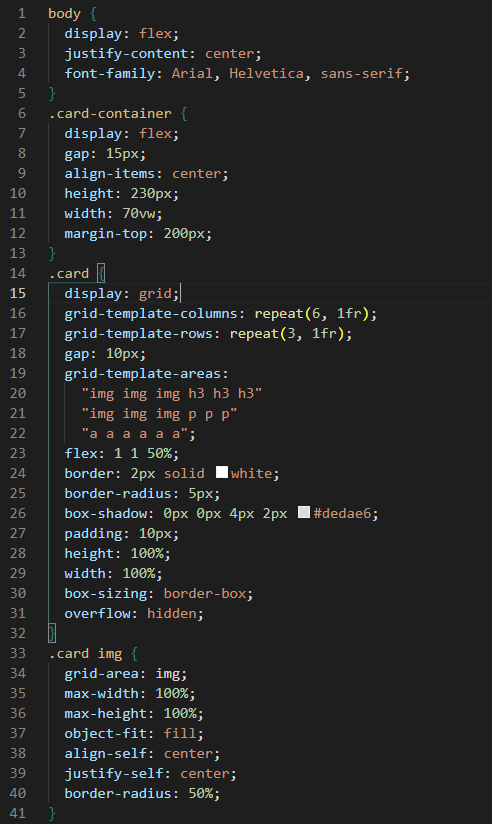 1 body {
2   display: flex;
3   justify-content: center;
4   font-family: Arial, Helvetica, sans-serif;
5 }
6 .card-container {
7   display: flex;
8   gap: 15px;
9   align-items: center;
10   height: 230px;
11   width: 70vw;
12   margin-top: 200px;
13 }
14 .card {
15   display: grid;
16   grid-template-columns: repeat(6, 1fr);
17   grid-template-rows: repeat(3, 1fr);
18   gap: 10px;
19   grid-template-areas:
20     "img img img h3 h3 h3"
21     "img img img p p p"
22     "a a a a a a";
23   flex: 1 1 50%;
24   border: 2px solid white;
25   border-radius: 5px;
26   box-shadow: 0px 0px 4px 2px #dedae6;
27   padding: 10px;
28   height: 100%;
29   width: 100%;
30   box-sizing: border-box;
31   overflow: hidden;
32 }
33 .card img {
34   grid-area: img;
35   max-width: 100%;
36   max-height: 100%;
37   object-fit: fill;
38   align-self: center;
39   justify-self: center;
40   border-radius: 50%;
41 }